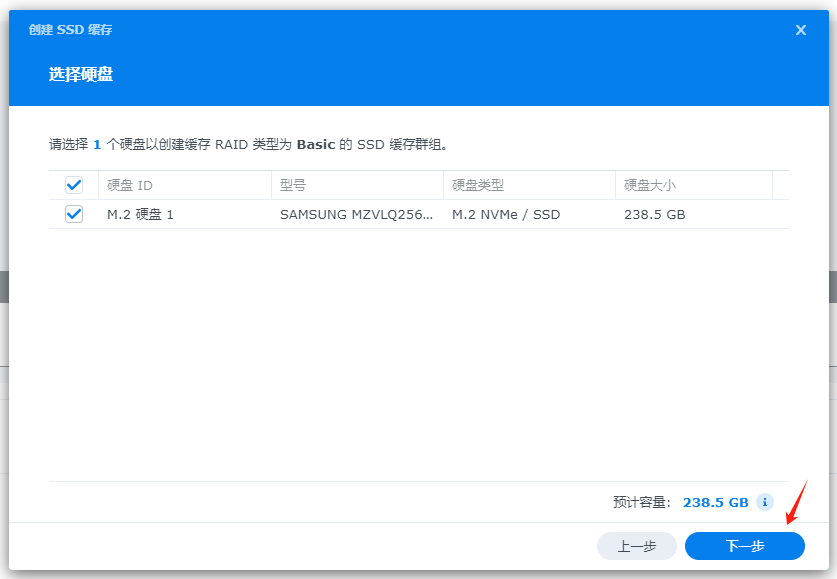 创建 SSD 缓存
选择硬盘
请选择 1 个硬盘以创建缓存 RAID 类型为 Basic 的 SSD 缓存群组。
硬盘 ID 型号 硬盘类型 硬盘大小
M.2 硬盘 1 SAMSUNG MZVLQ256... M.2 NVMe / SSD 238.5 GB
预计容量: 238.5 GB
上一步 下一步